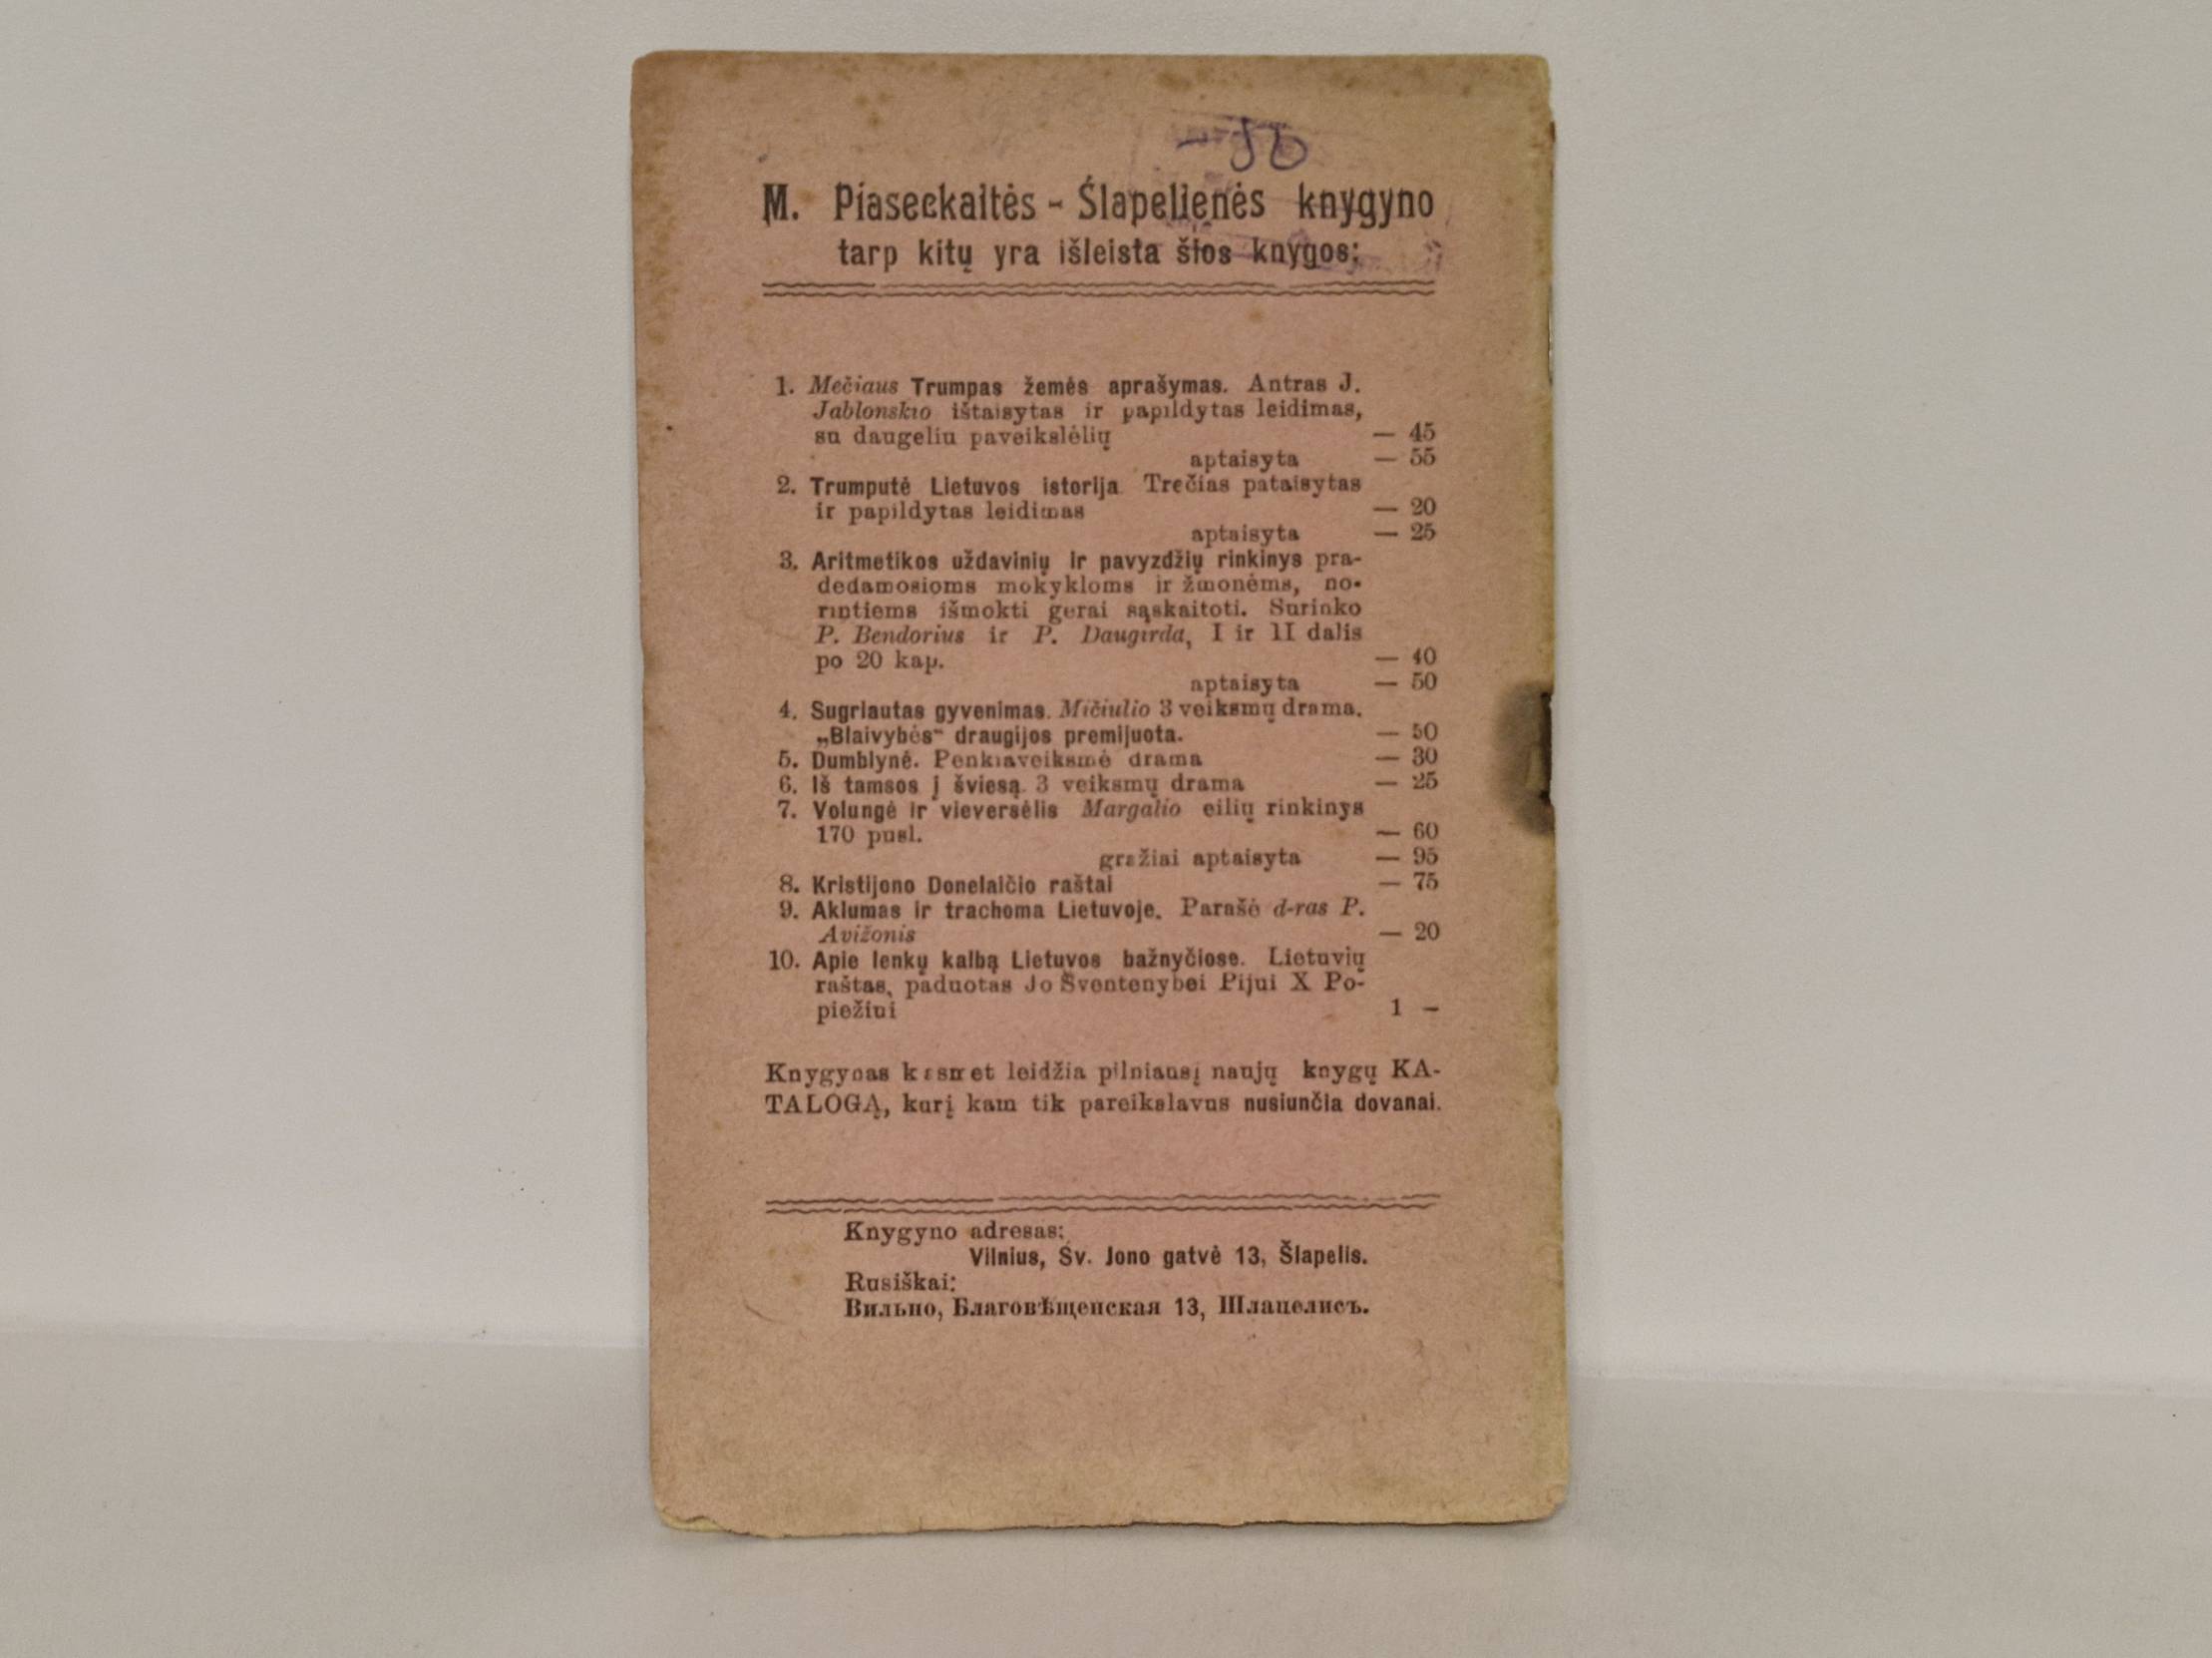 M. Piaseckaitės - Šlapelienės knygyno
tarp kitų yra išleista šios knygos:
1. Mečiaus Trumpas žemės aprašymas. Antras J.
Jablonskio ištaisytas ir papildytas leidimas,
su daugeliu paveikslėlių — 45
aptaisyta — 55
2. Trumputė Lietuvos istorija Trečias pataisytas
ir papildytas leidimas — 20
aptaisyta — 25
3. Aritmetikos uždavinių ir pavyzdžių rinkinys pra-
dedamosioms mokykloms ir žmonėms, no-
rintiems išmokti gerai sąskaitoti. Surinko
P. Bendorius ir P. Daugirda, I ir II dalis
po 20 kap. — 40
aptaisyta — 50
4. Sugriautas gyvenimas. Mičiulio 3 veiksmų drama.
„Blaivybės“ draugijos premijuota. — 50
5. Dumblynė. Penkiaveiksmė drama — 30
6. Iš tamsos į šviesą. 3 veiksmų drama — 25
7. Volungė ir vieversėlis Margalio eilių rinkinys
170 pusl. — 60
gražiai aptaisyta — 95
8. Kristijono Donelaičio raštai — 75
9. Aklumas ir trachoma Lietuvoje. Parašė d-ras P.
Avižonis — 20
10. Apie lenkų kalbą Lietuvos bažnyčiose. Lietuvių
raštas, paduotas Jo Šventenybei Pijui X Po-
piežiui 1 –
Knygynas kasmet leidžia pilniausį naujų knygų KA-
TALOGĄ, kurį kam tik pareikalavus nusiunčia dovanai.
Knygyno adresas:
Vilnius, Šv. Jono gatvė 13, Šlapelis.
Rusiškai:
Вильно, Благовѣщенская 13, Шлапелисъ.